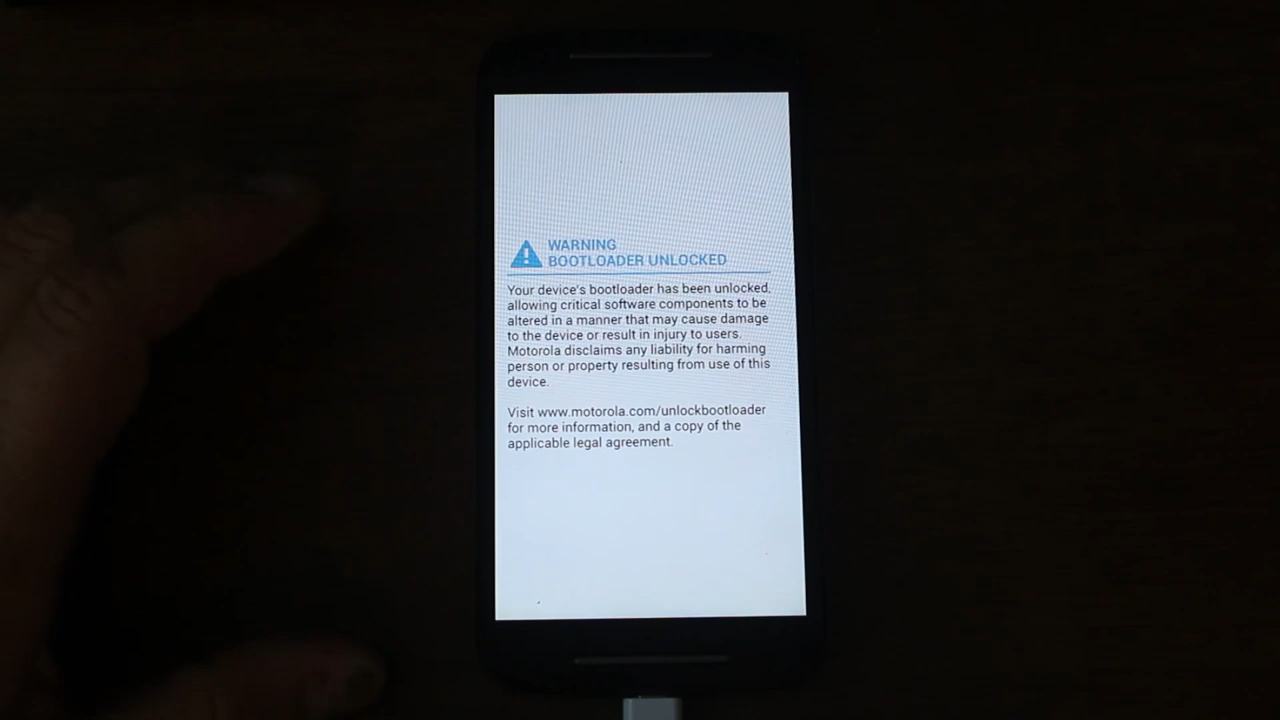 WARNING
BOOTLOADER UNLOCKED
Your device's bootloader has been unlocked,
allowing critical software components to be
altered in a manner that may cause damage
to the device or result in injury to users.
Motorola disclaims any liability for harming
person or property resulting from use of this
device.
Visit www.motorola.com/unlockbootloader
for more information, and a copy of the
applicable legal agreement.